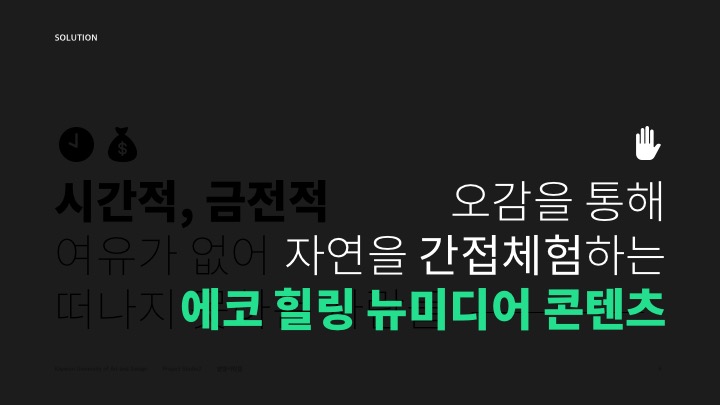 SOLUTION
시간적, 금전적
여유가 없어
떠나지
오감을 통해
자연을 간접체험하는
에코 힐링 뉴미디어 콘텐츠